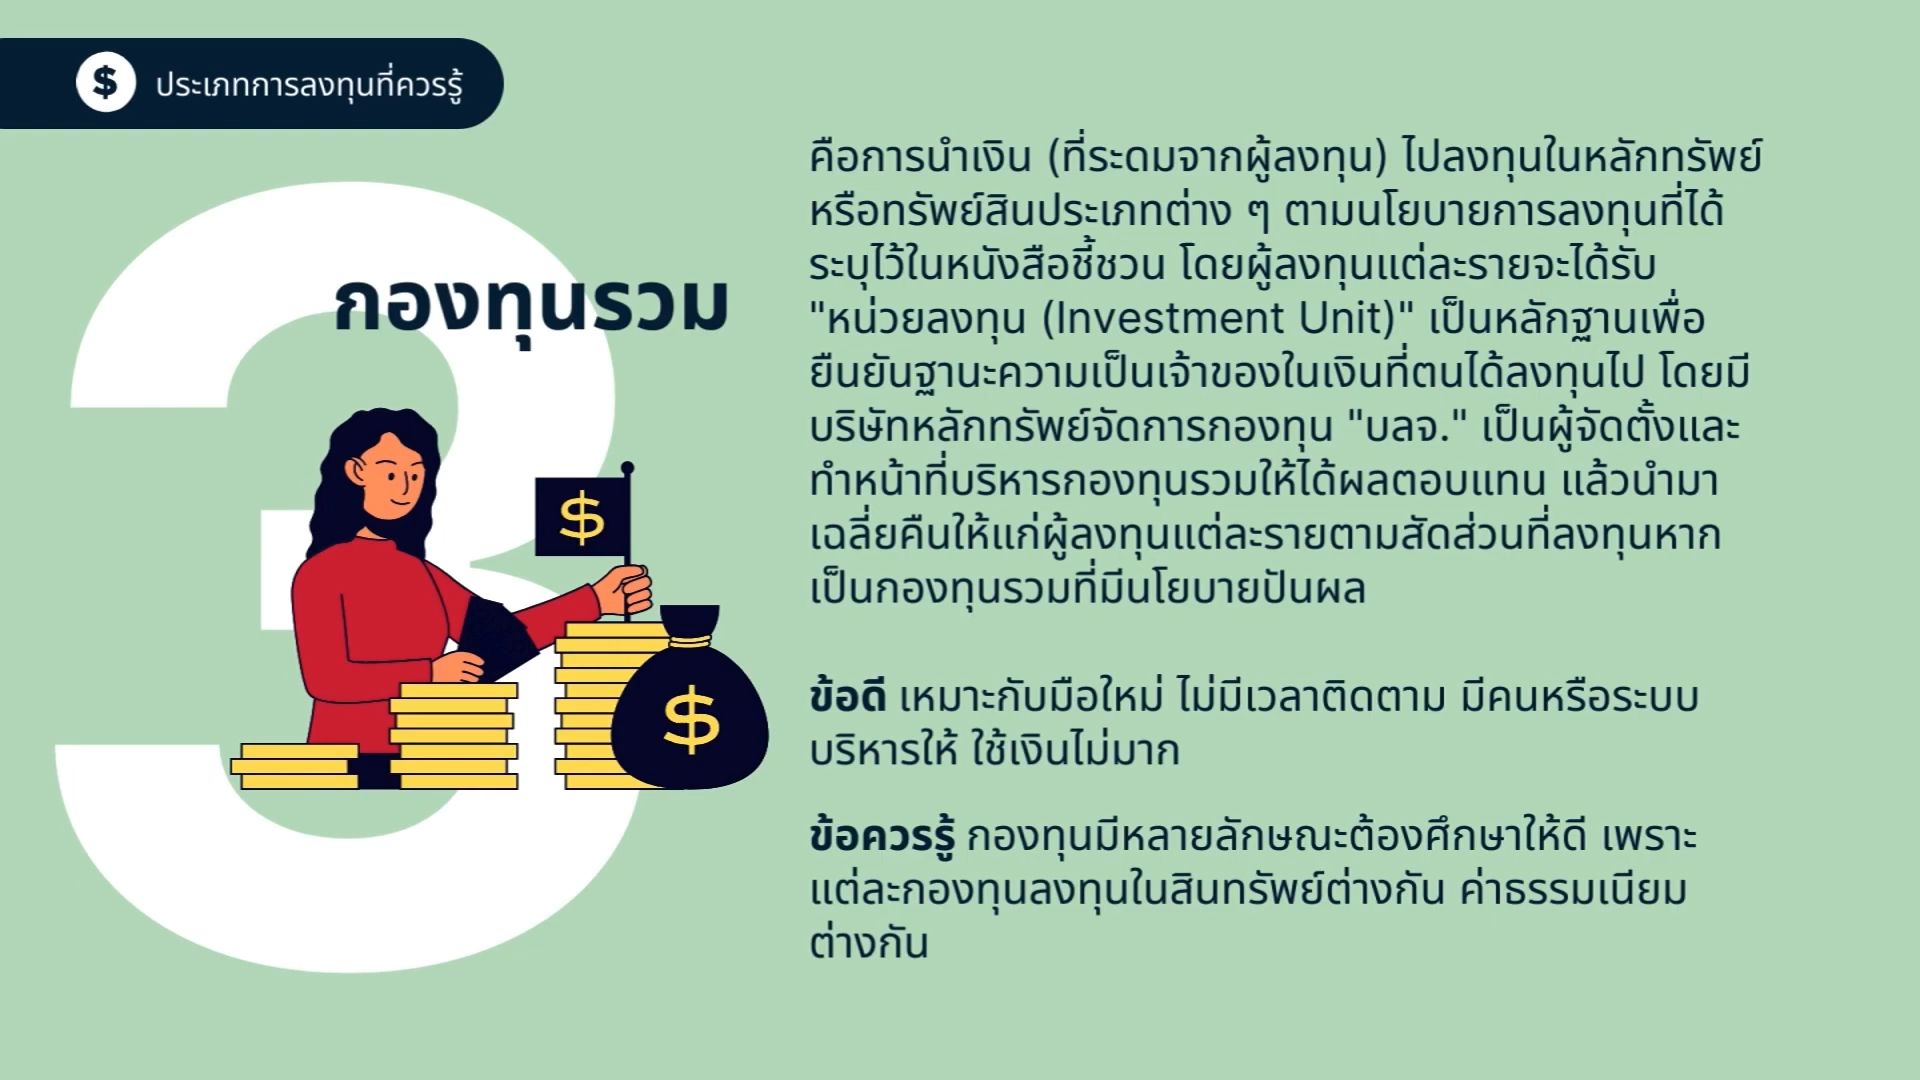 $ ประเภทการลงทุนที่ควรรู้
3
กองทุนรวม
$
$
คือการนำเงิน (ที่ระดมจากผู้ลงทุน) ไปลงทุนในหลักทรัพย์
หรือทรัพย์สินประเภทต่าง ๆ ตามนโยบายการลงทุนที่ได้
ระบุไว้ในหนังสือชี้ชวน โดยผู้ลงทุนแต่ละรายจะได้รับ
"หน่วยลงทุน (Investment Unit)" เป็นหลักฐานเพื่อ
ยืนยันฐานะความเป็นเจ้าของในเงินที่ตนได้ลงทุนไป โดยมี
บริษัทหลักทรัพย์จัดการกองทุน "บลจ." เป็นผู้จัดตั้งและ
ทำหน้าที่บริหารกองทุนรวมให้ได้ผลตอบแทน แล้วนำมา
เฉลี่ยคืนให้แก่ผู้ลงทุนแต่ละรายตามสัดส่วนที่ลงทุนหาก
เป็นกองทุนรวมที่มีนโยบายปันผล
ข้อดี เหมาะกับมือใหม่ ไม่มีเวลาติดตาม มีคนหรือระบบ
บริหารให้ ใช้เงินไม่มาก
ข้อควรรู้ กองทุนมีหลายลักษณะต้องศึกษาให้ดี เพราะ
แต่ละกองทุนลงทุนในสินทรัพย์ต่างกัน ค่าธรรมเนียม
ต่างกัน